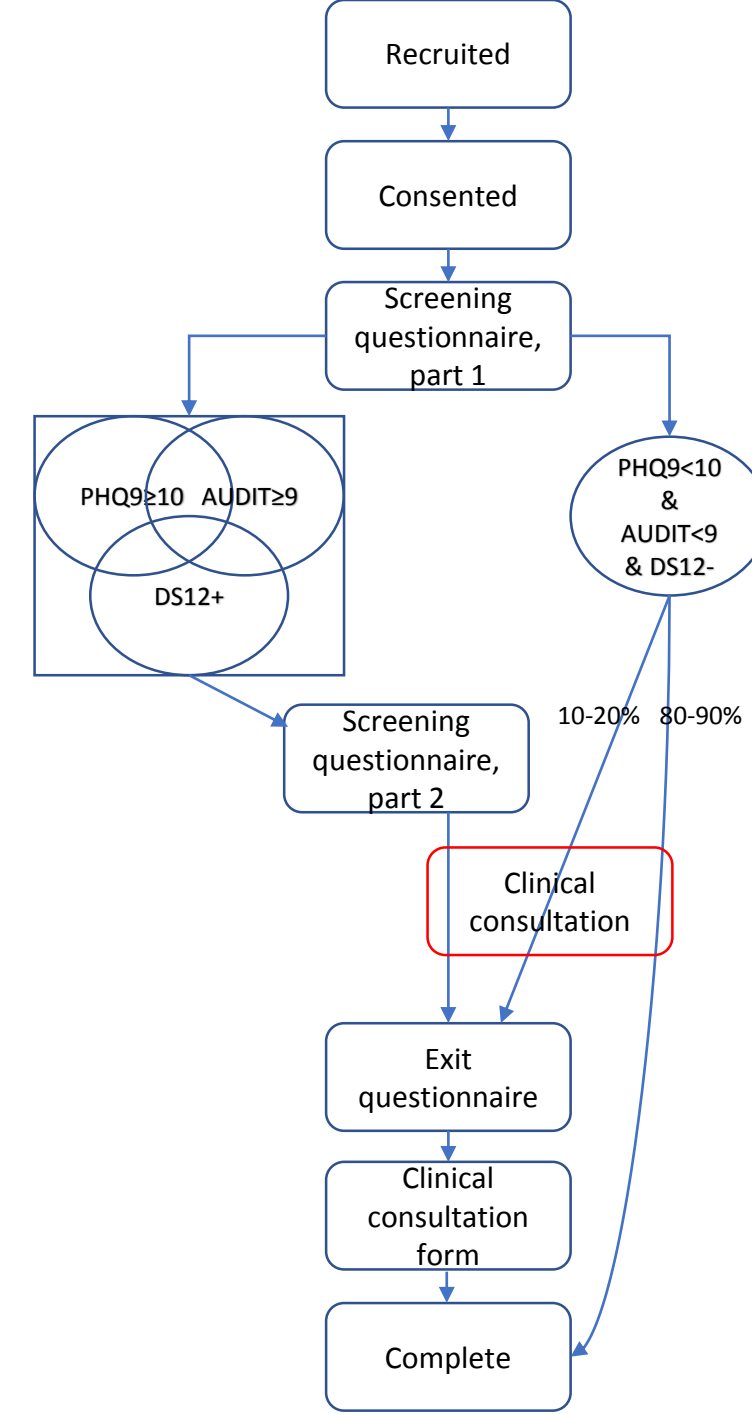 Recruited
Consented
Screening
questionnaire,
part 1
PHQ9≥10 AUDIT≥9
DS12+
PHQ9<10
&
AUDIT<9
& DS12-
10-20% 80-90%
Screening
questionnaire,
part 2
Clinical
consultation
Exit
questionnaire
Clinical
consultation
form
Complete